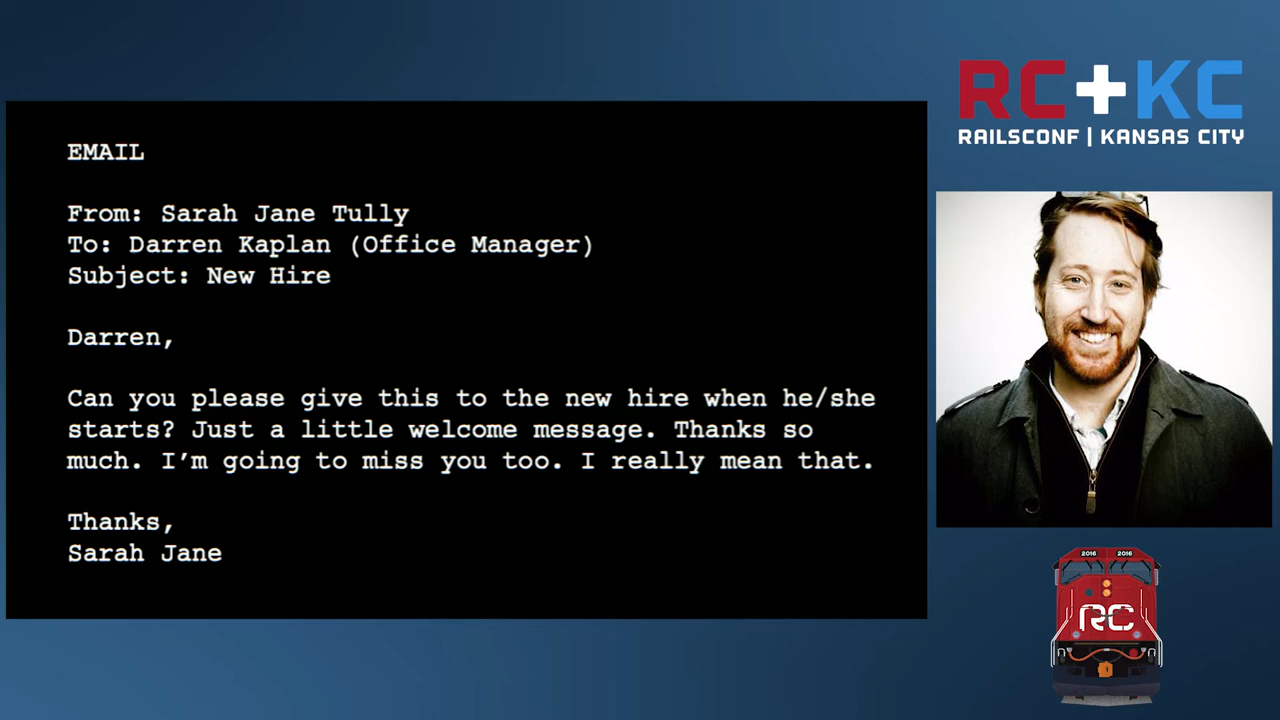 EMAIL
From: Sarah Jane Tully
To: Darren Kaplan (Office Manager)
Subject: New Hire
Darren,
Can you please give this to the new hire when he/she
starts? Just a little welcome message. Thanks so
much. I’m going to miss you too. I really mean that.
Thanks,
Sarah Jane
RC+KC
RAILSCONF | KANSAS CITY
2016 2016
RC